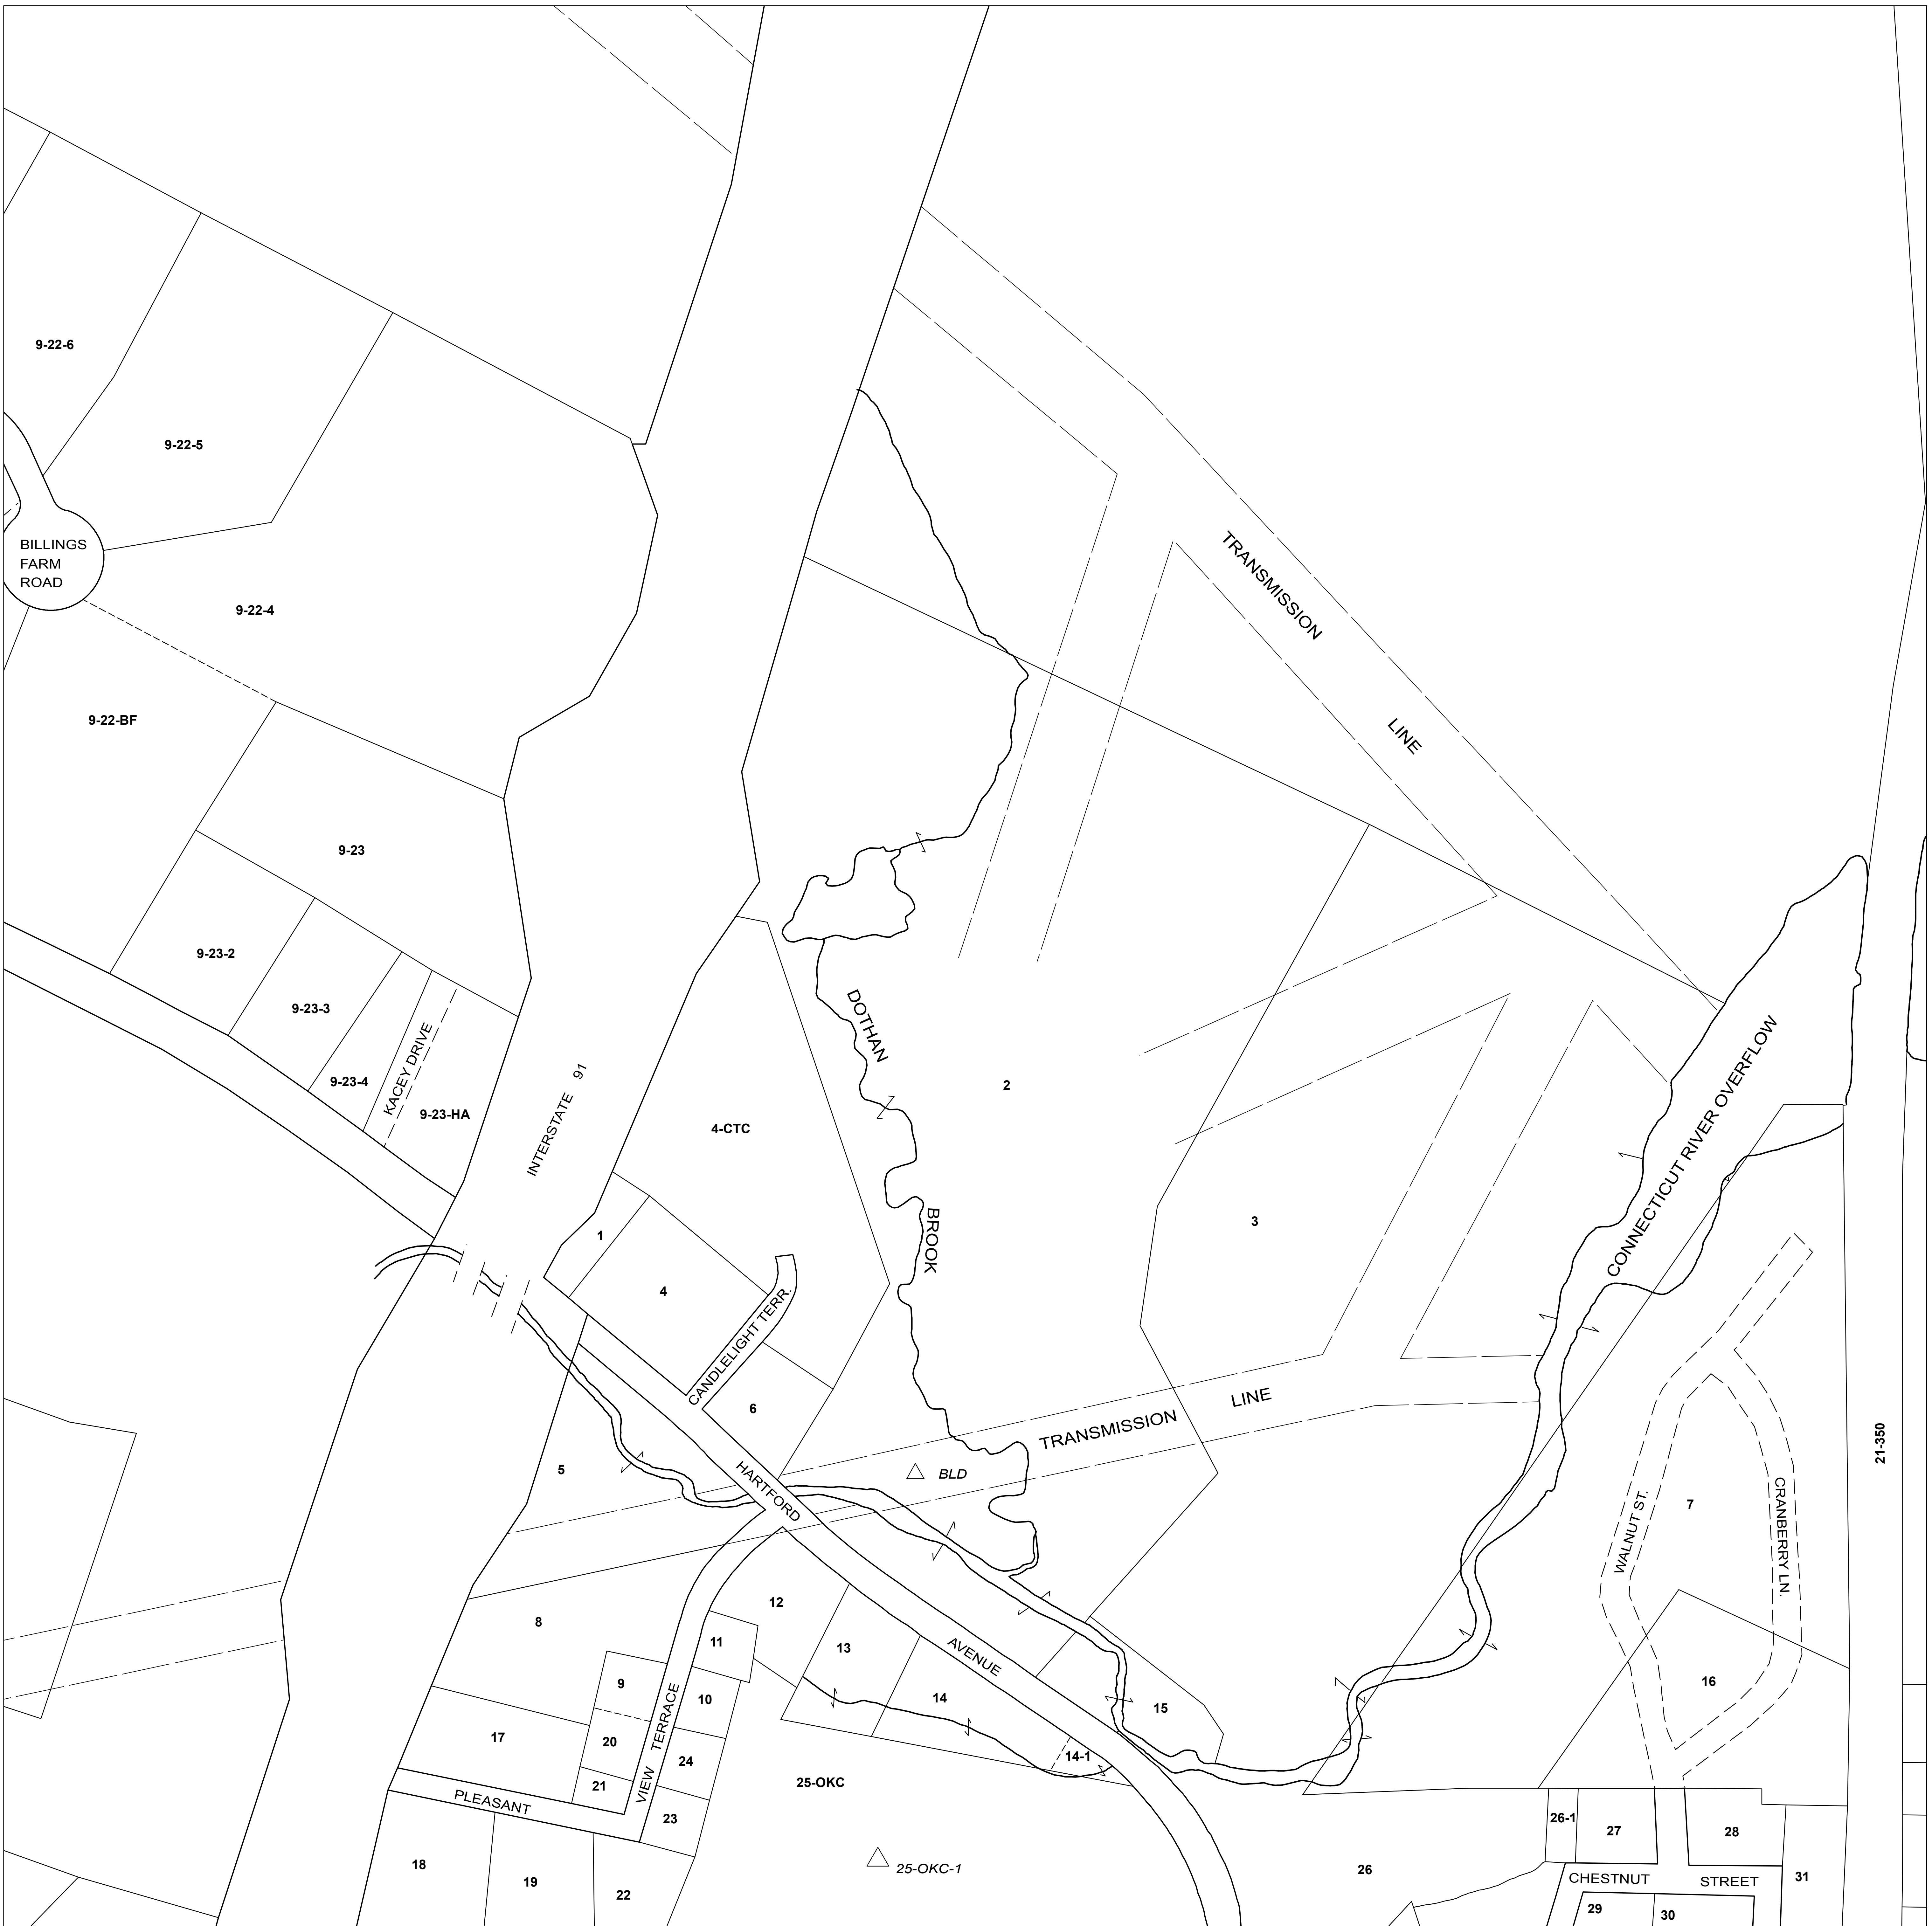 9-22-6
9-22-5
BILLINGS
FARM
ROAD
9-22-4
9-22-BF
9-23
9-23-2
9-23-3
9-23-4
KACEY DRIVE
9-23-HA
INTERSTATE 91
TRANSMISSION
LINE
DOTHAN
BROOK
2
3
4-CTC
1
4
CANDLELIGHT TERR.
6
CONNECTICUT RIVER OVERFLOW
TRANSMISSION LINE
BLD
HARTFORD
AVENUE
5
8
12
13
14
14-1
15
11
9
10
17
20
24
21
23
VIEW TERRACE
PLEASANT
18
19
22
25-OKC
25-OKC-1
WALNUT ST.
CRANBERRY LN.
7
16
21-350
26
26-1
27
28
31
CHESTNUT STREET
29
30